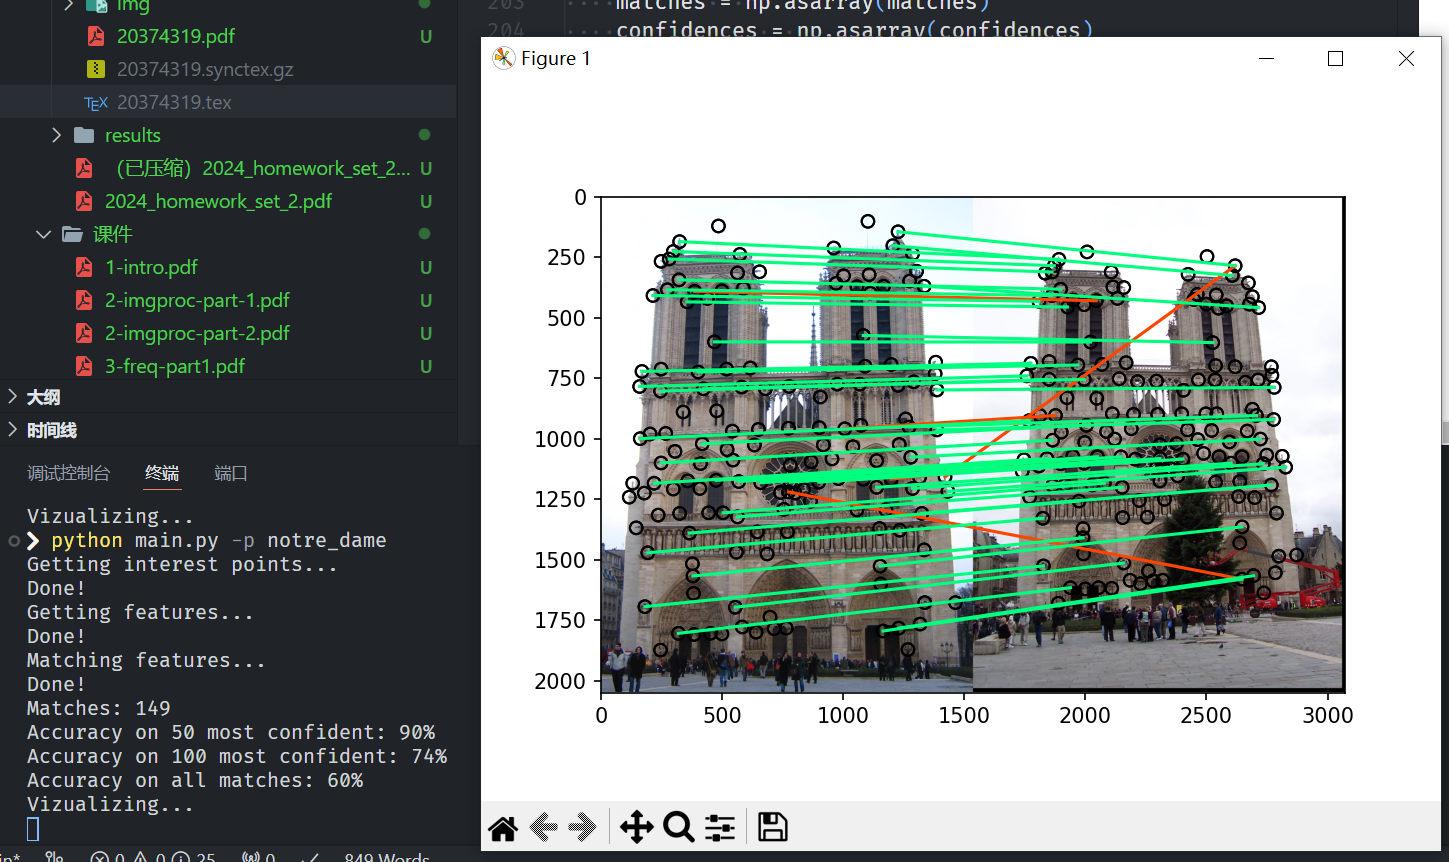 img
20374319.pdf U
20374319.synctex.gz
TEX 20374319.tex
results
（已压缩）2024_homework_set_2... U
2024_homework_set_2.pdf U
课件
1-intro.pdf U
2-imgproc-part-1.pdf U
2-imgproc-part-2.pdf U
3-freq-part1.pdf U
大纲
时间线
调试控制台 终端 端口
Vizualizing...
❯ python main.py -p notre_dame
Getting interest points...
Done!
Getting features...
Done!
Matching features...
Done!
Matches: 149
Accuracy on 50 most confident: 90%
Accuracy on 100 most confident: 74%
Accuracy on all matches: 60%
Vizualizing...
0 0 25 0 849 Words
203 matches = np.asarray(matches)
204 confidences = np.asarray(confidences)
Figure 1
0
250
500
750
1000
1250
1500
1750
2000
0 500 1000 1500 2000 2500 3000